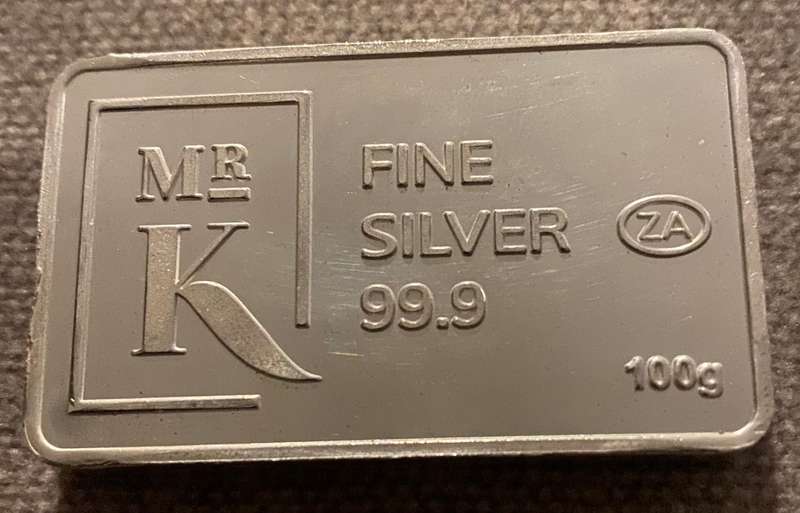 MR
K
FINE
SILVER
99.9
ZA
100g